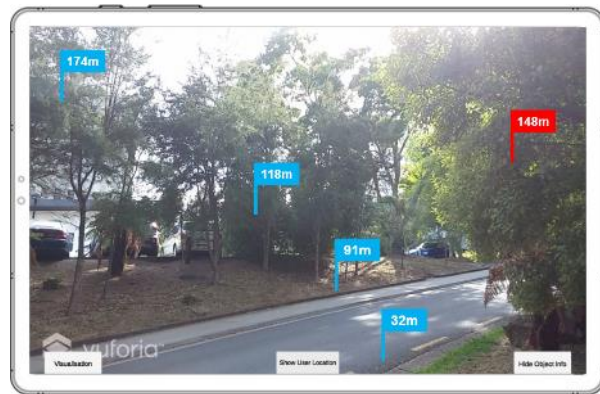 174m
148m
118m
91m
32m
vuforia
Visualisation
Show User Location
Hide Object Info